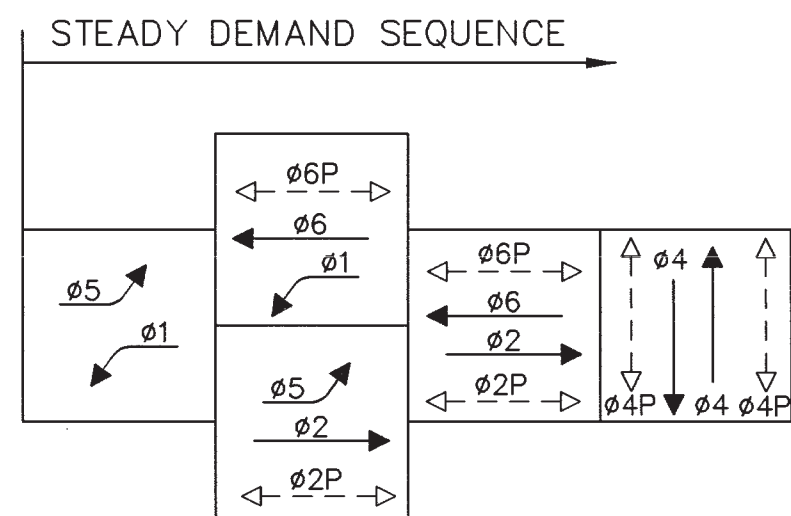 STEADY DEMAND SEQUENCE
ø5
ø1
ø6P
ø6
ø1
ø5
ø2
ø2P
ø6P
ø6
ø2
ø2P
ø4
ø4P ø4 ø4P